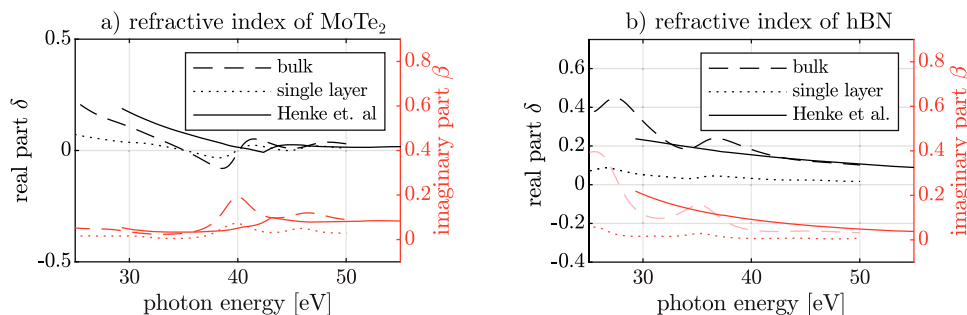 a) refractive index of MoTe₂
0.5
0
-0.5
real part δ
bulk
single layer
Henke et. al
0.8
0.6
0.4
0.2
0
imaginary part β
30
40
50
photon energy [eV]
b) refractive index of hBN
0.6
0.4
0.2
0
-0.2
-0.4
real part δ
bulk
single layer
Henke et al.
0.8
0.6
0.4
0.2
0
imaginary part β
30
40
50
photon energy [eV]